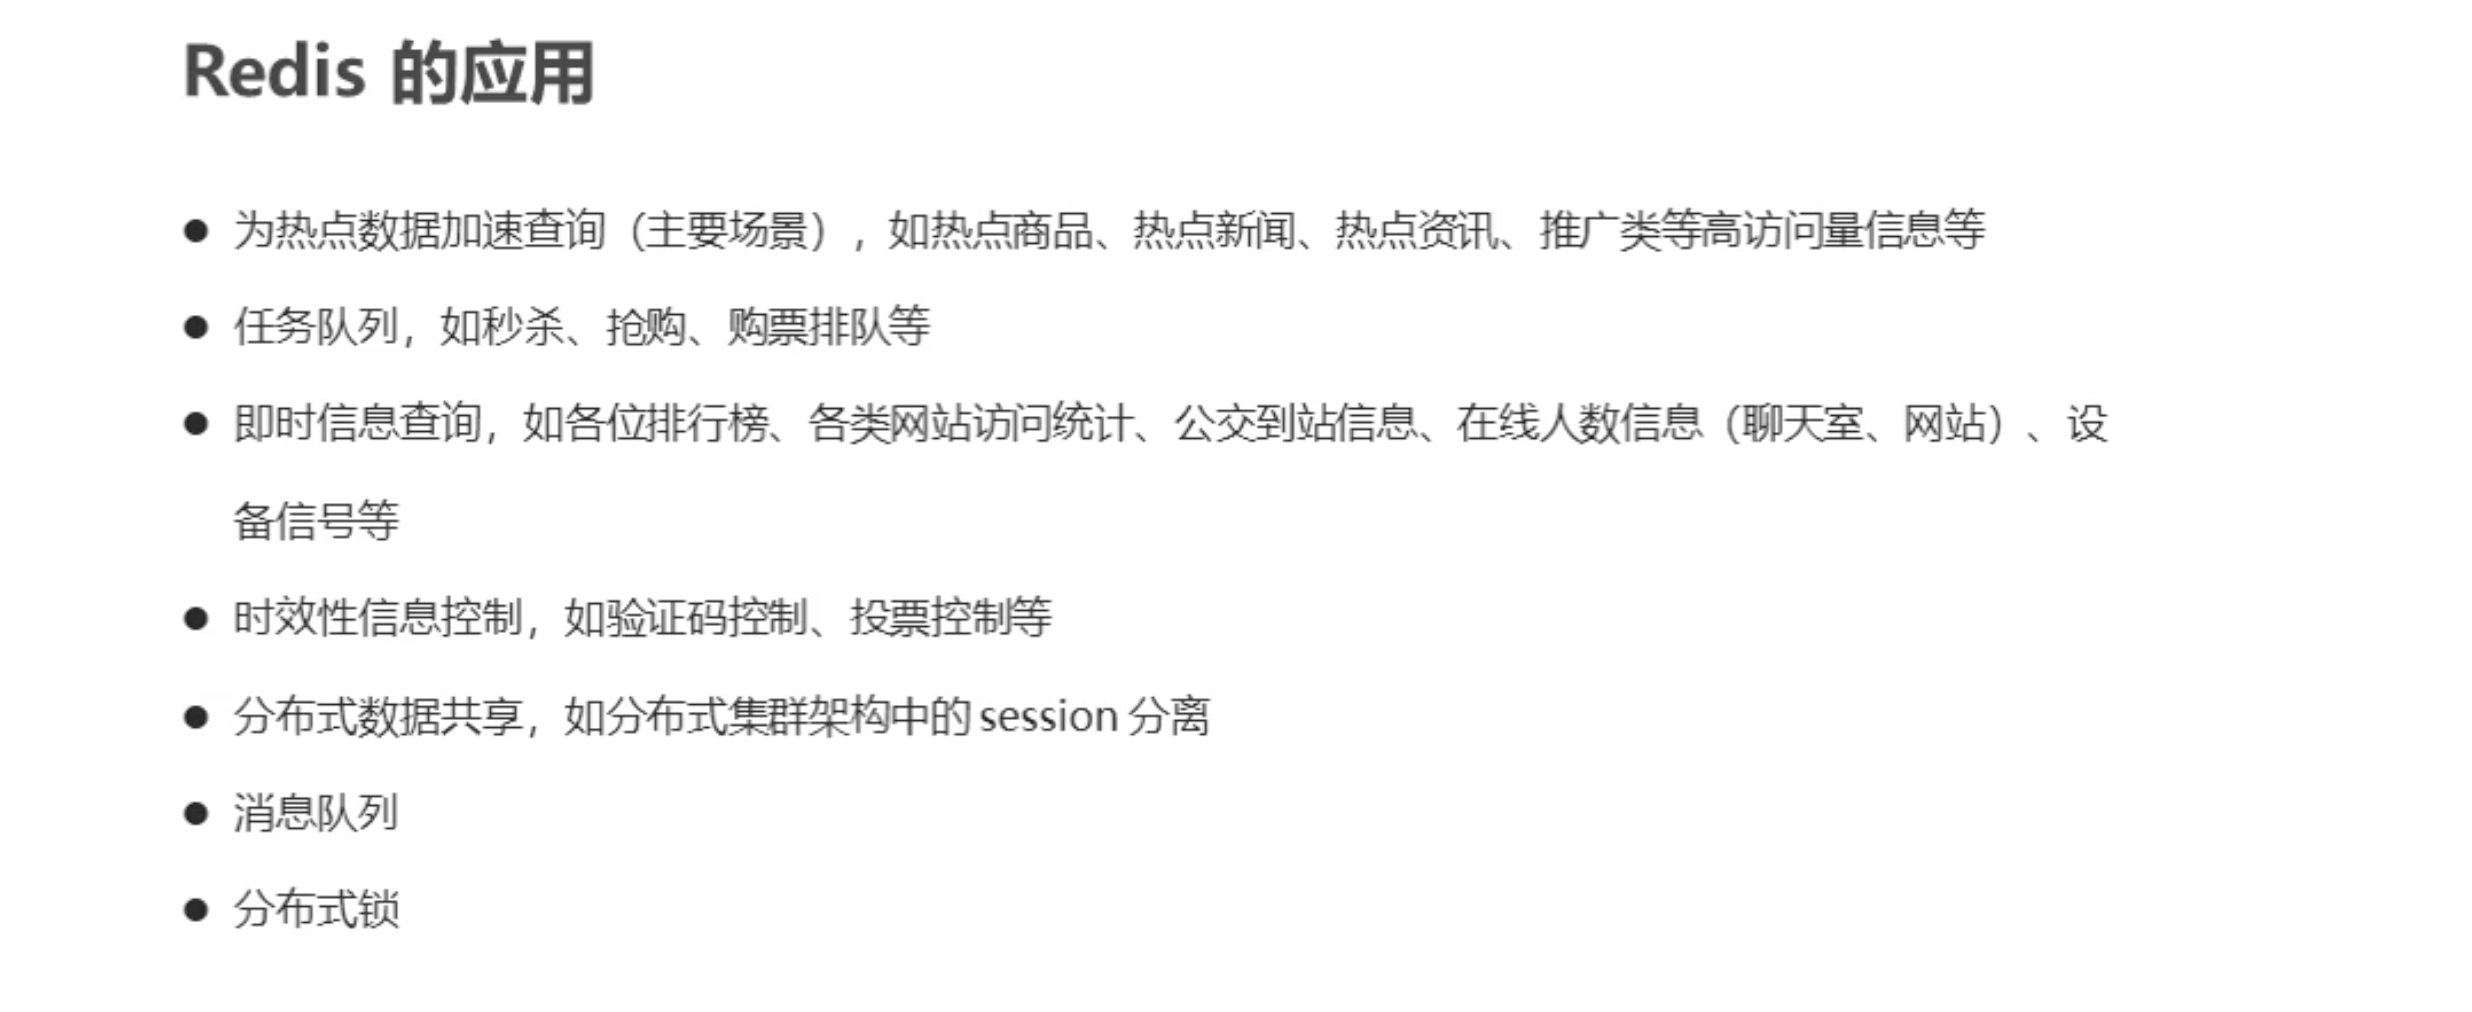 Redis 的应用
● 为热点数据加速查询（主要场景），如热点商品、热点新闻、热点资讯、推广类等高访问量信息等
● 任务队列，如秒杀、抢购、购票排队等
● 即时信息查询，如各位排行榜、各类网站访问统计、公交到站信息、在线人数信息（聊天室、网站）、设
备信号等
● 时效性信息控制，如验证码控制、投票控制等
● 分布式数据共享，如分布式集群架构中的 session 分离
● 消息队列
● 分布式锁